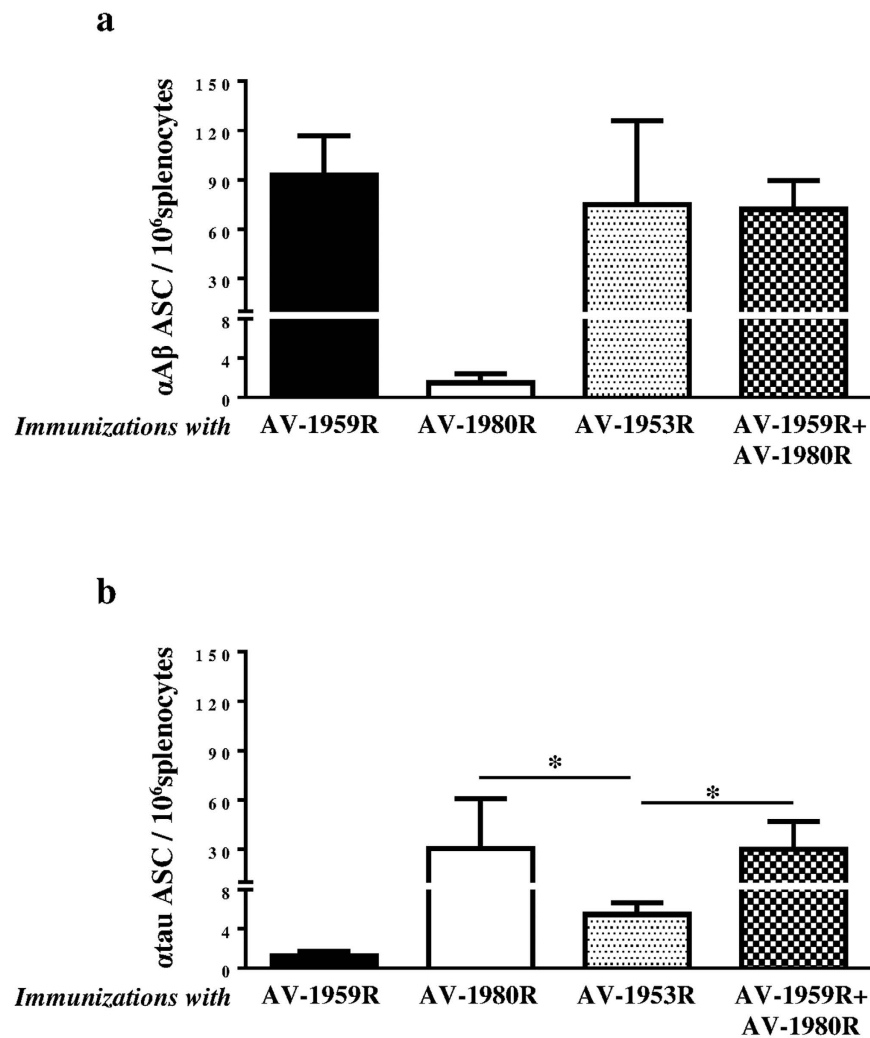 a
αAβ ASC / 10⁶splenocytes
150
120
90
60
30
8
4
0
Immunizations with AV-1959R AV-1980R AV-1953R AV-1959R+
AV-1980R
b
αtau ASC / 10⁶splenocytes
150
120
90
60
30
8
4
0
* *
Immunizations with AV-1959R AV-1980R AV-1953R AV-1959R+
AV-1980R